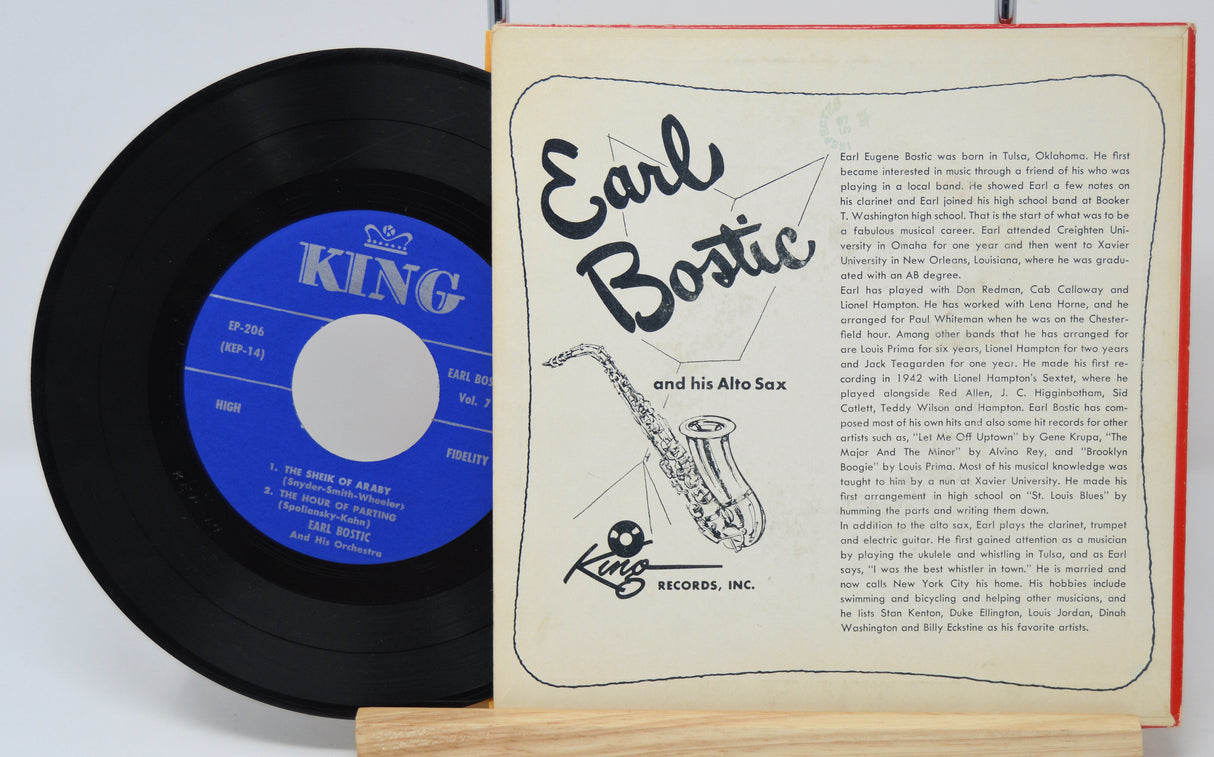 K
KING
EP-206
(KEP-14)
EARL BOS
Vol. 7
HIGH
FIDELITY
1. THE SHEIK OF ARABY
(Snyder-Smith-Wheeler)
2. THE HOUR OF PARTING
(Spoliansky-Kahn)
EARL BOSTIC
And His Orchestra
Earl
Bostic
and his Alto Sax
King
RECORDS, INC.
Earl Eugene Bostic was born in Tulsa, Oklahoma. He first
became interested in music through a friend of his who was
playing in a local band. He showed Earl a few notes on
his clarinet and Earl joined his high school band at Booker
T. Washington high school. That is the start of what was to be
a fabulous musical career. Earl attended Creighten Uni-
versity in Omaha for one year and then went to Xavier
University in New Orleans, Louisiana, where he was gradu-
ated with an AB degree.
Earl has played with Don Redman, Cab Calloway and
Lionel Hampton. He has worked with Lena Horne, and he
arranged for Paul Whiteman when he was on the Chester-
field hour. Among other bands that he has arranged for
are Louis Prima for six years, Lionel Hampton for two years
and Jack Teagarden for one year. He made his first re-
cording in 1942 with Lionel Hampton's Sextet, where he
played alongside Red Allen, J. C. Higginbotham, Sid
Catlett, Teddy Wilson and Hampton. Earl Bostic has com-
posed most of his own hits and also some hit records for other
artists such as, "Let Me Off Uptown" by Gene Krupa, "The
Major And The Minor" by Alvino Rey, and "Brooklyn
Boogie" by Louis Prima. Most of his musical knowledge was
taught to him by a nun at Xavier University. He made his
first arrangement in high school on "St. Louis Blues" by
humming the parts and writing them down.
In addition to the alto sax, Earl plays the clarinet, trumpet
and electric guitar. He first gained attention as a musician
by playing the ukulele and whistling in Tulsa, and as Earl
says, "I was the best whistler in town." He is married and
now calls New York City his home. His hobbies include
swimming and bicycling and helping other musicians, and
he lists Stan Kenton, Duke Ellington, Louis Jordan, Dinah
Washington and Billy Eckstine as his favorite artists.